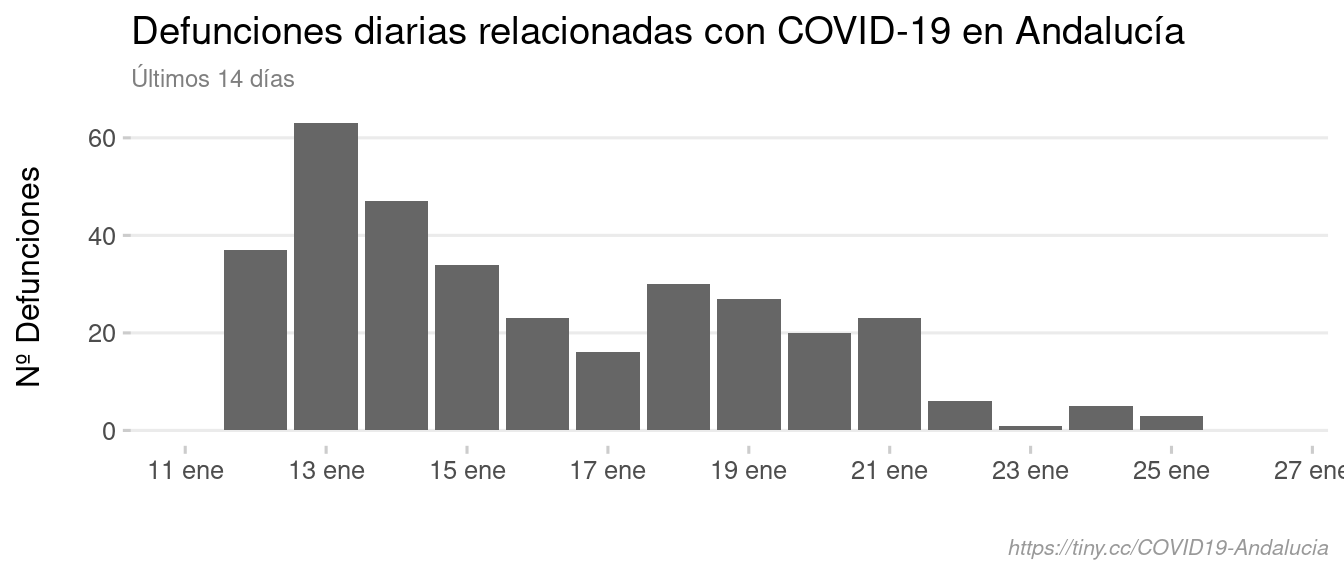 Defunciones diarias relacionadas con COVID-19 en Andalucía
Últimos 14 días
Nº Defunciones
60
40
20
0
11 ene
13 ene
15 ene
17 ene
19 ene
21 ene
23 ene
25 ene
27 ene
https://tiny.cc/COVID19-Andalucia